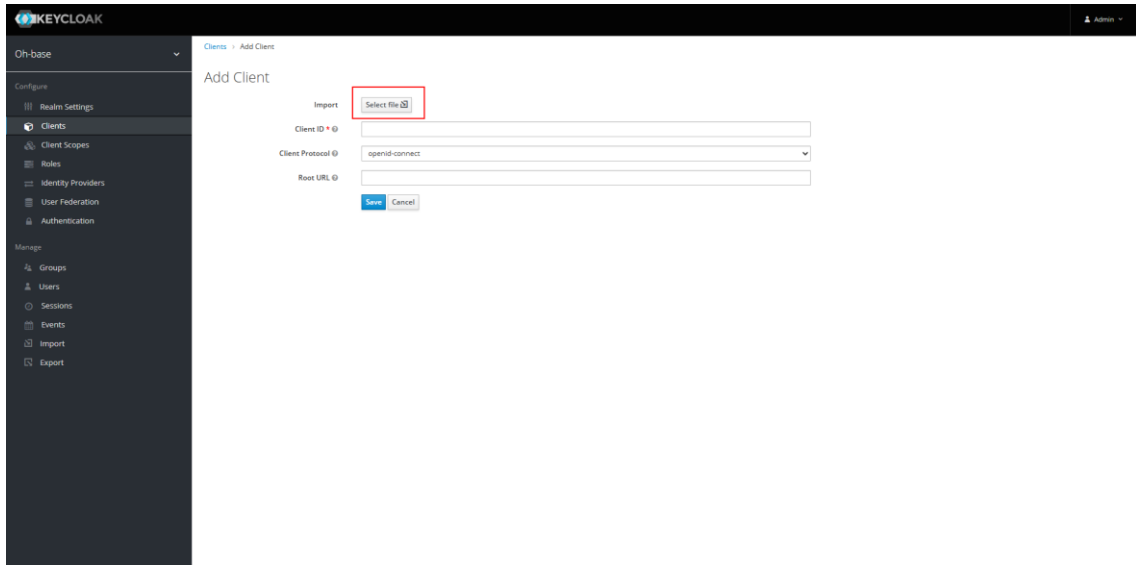 KEYCLOAK
Admin
Oh-base
Clients > Add Client
Add Client
Configure
Realm Settings
Clients
Client Scopes
Roles
Identity Providers
User Federation
Authentication
Manage
Groups
Users
Sessions
Events
Import
Export
Import
Select file
Client ID *
Client Protocol
openid-connect
Root URL
Save Cancel